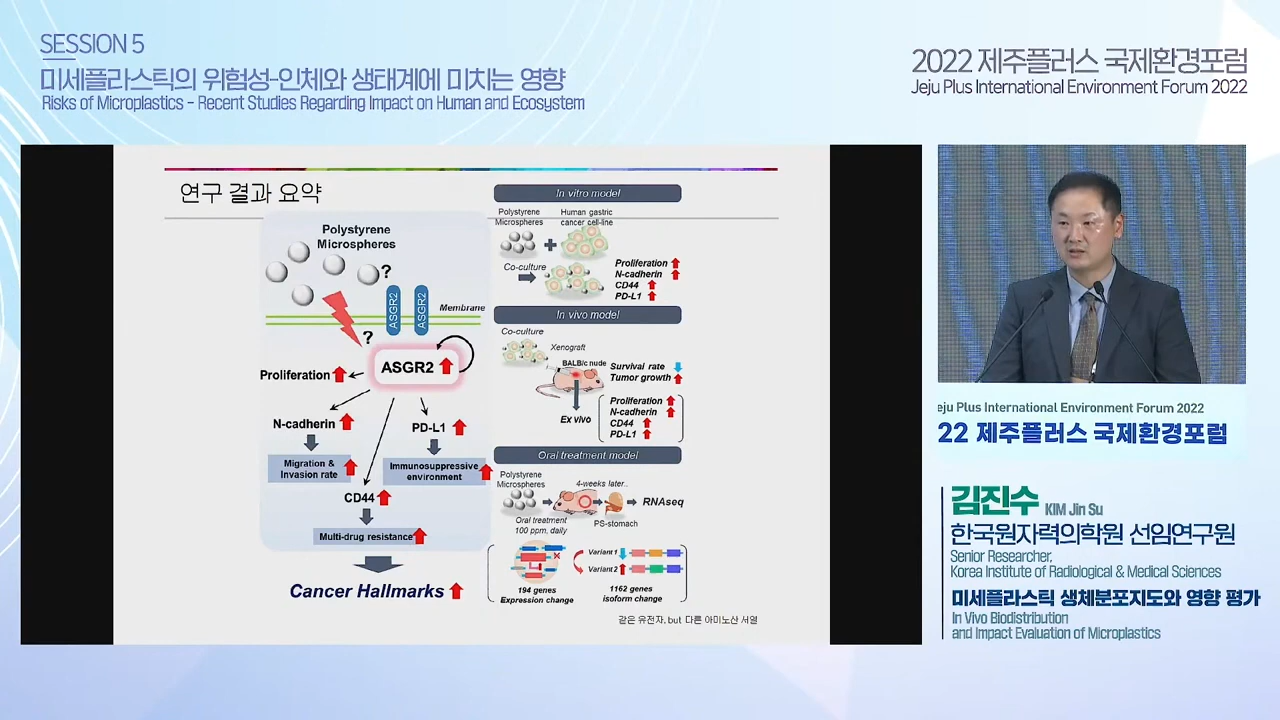 SESSION 5
미세플라스틱의 위험성-인체와 생태계에 미치는 영향
Risks of Microplastics - Recent Studies Regarding Impact on Human and Ecosystem
2022 제주플러스 국제환경포럼
Jeju Plus International Environment Forum 2022
연구 결과 요약
Polystyrene
Microspheres
?
ASGR2
ASGR2
Membrane
?
ASGR2
Proliferation
N-cadherin
PD-L1
Migration &
Invasion rate
Immunosuppressive
environment
CD44
Multi-drug resistance
Cancer Hallmarks
In vitro model
Polystyrene
Microspheres
Human gastric
cancer cell-line
Co-culture
Proliferation
N-cadherin
CD44
PD-L1
In vivo model
Co-culture
Xenograft
BALB/c nude
Survival rate
Tumor growth
Ex vivo
Proliferation
N-cadherin
CD44
PD-L1
Oral treatment model
Polystyrene
Microspheres
4-weeks later..
RNAseq
Oral treatment
100 ppm, daily
PS-stomach
Variant 1
Variant 2
194 genes
Expression change
1162 genes
isoform change
같은 유전자, but 다른 아미노산 서열
eju Plus International Environment Forum 2022
22 제주플러스 국제환경포럼
김진수 KIM Jin Su
한국원자력의학원 선임연구원
Senior Researcher,
Korea Institute of Radiological & Medical Sciences
미세플라스틱 생체분포지도와 영향 평가
In Vivo Biodistribution
and Impact Evaluation of Microplastics